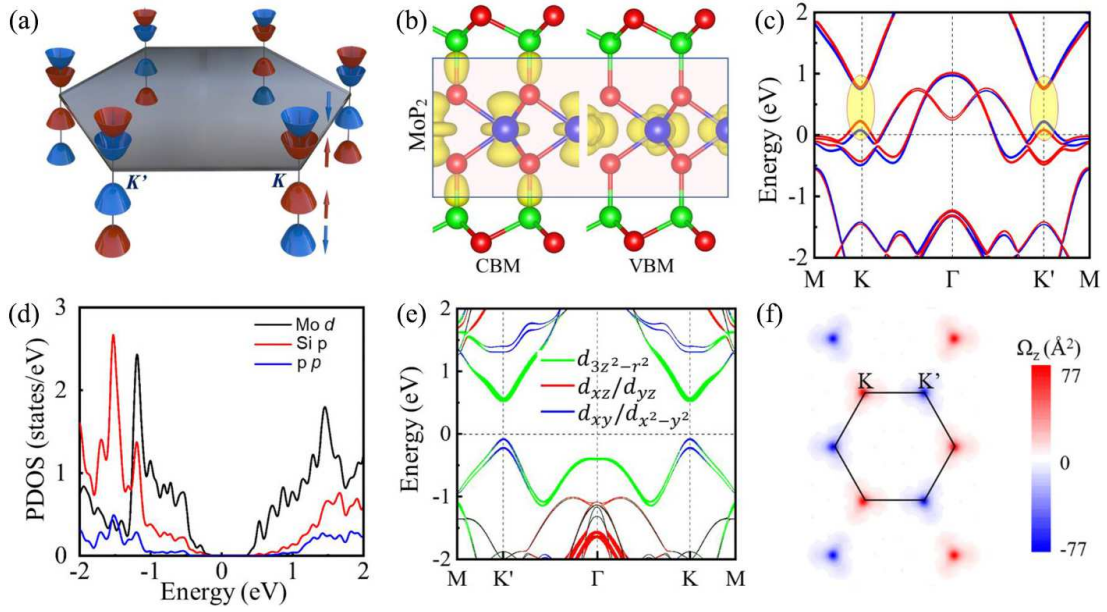 (a)
K'
K
(b)
MoP₂
CBM
VBM
(c)
Energy (eV)
2
1
0
-1
-2
M
K
Γ
K'
M
(d)
PDOS (states/eV)
3
2
1
0
Mo d
Si p
p p
-2
-1
0
1
2
Energy (eV)
(e)
Energy (eV)
2
1
0
-1
-2
d₃z²₋r²
dxz/dyz
dxy/dx²₋y²
M
K'
Γ
K
M
(f)
K
K'
Ωz (Å²)
77
0
-77